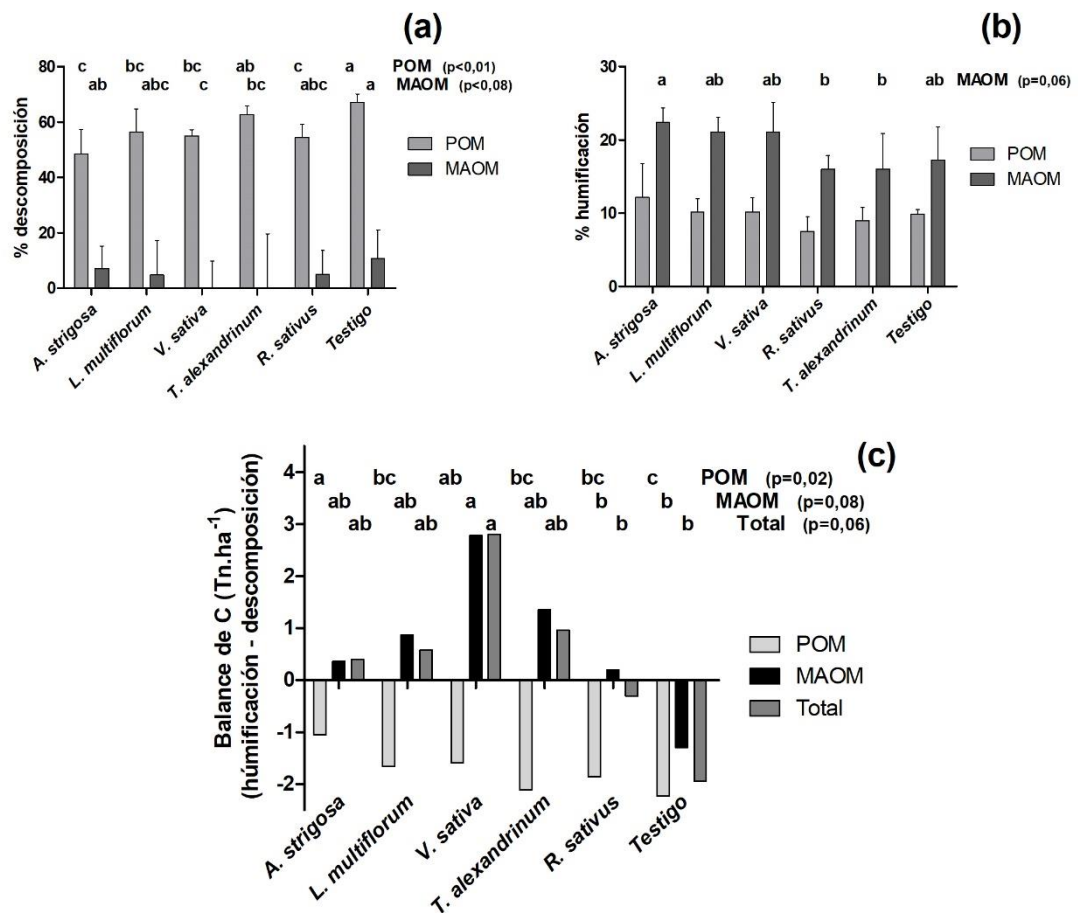 (a)
c bc bc ab c a POM (p<0,01)
ab abc c bc abc a MAOM (p<0,08)
% descomposición
80
60
40
20
0
POM
MAOM
A. strigosa
L. multiflorum
V. sativa
T. alexandrinum
R. sativus
Testigo
(b)
a ab ab b b ab MAOM (p=0,06)
% humificación
30
20
10
0
POM
MAOM
A. strigosa
L. multiflorum
V. sativa
R. sativus
T. alexandrinum
Testigo
(c)
a bc ab bc bc c POM (p=0,02)
ab ab a ab b b MAOM (p=0,08)
ab ab a ab b b Total (p=0,06)
Balance de C (Tn.ha⁻¹)
(húmificación - descomposición)
4
3
2
1
0
-1
-2
POM
MAOM
Total
A. strigosa
L. multiflorum
V. sativa
T. alexandrinum
R. sativus
Testigo